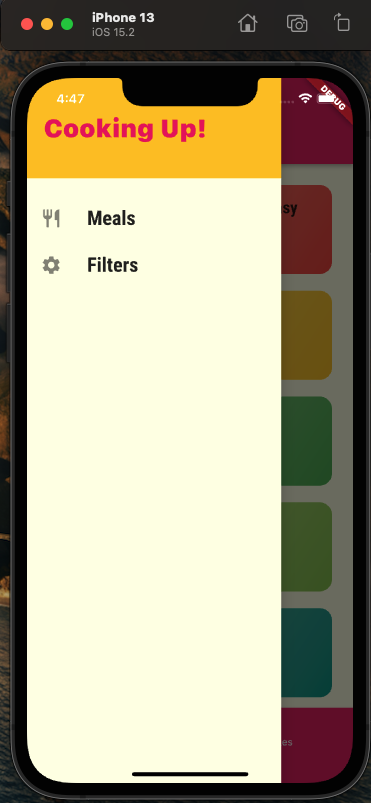 iPhone 13
iOS 15.2
4:47
DEBUG
Cooking Up!
Meals
Filters